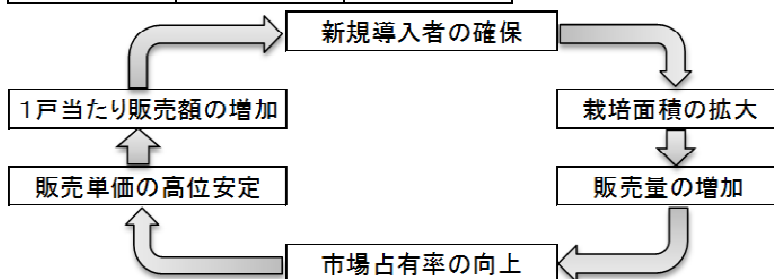 新規導入者の確保
1戸当たり販売額の増加
栽培面積の拡大
販売単価の高位安定
販売量の増加
市場占有率の向上